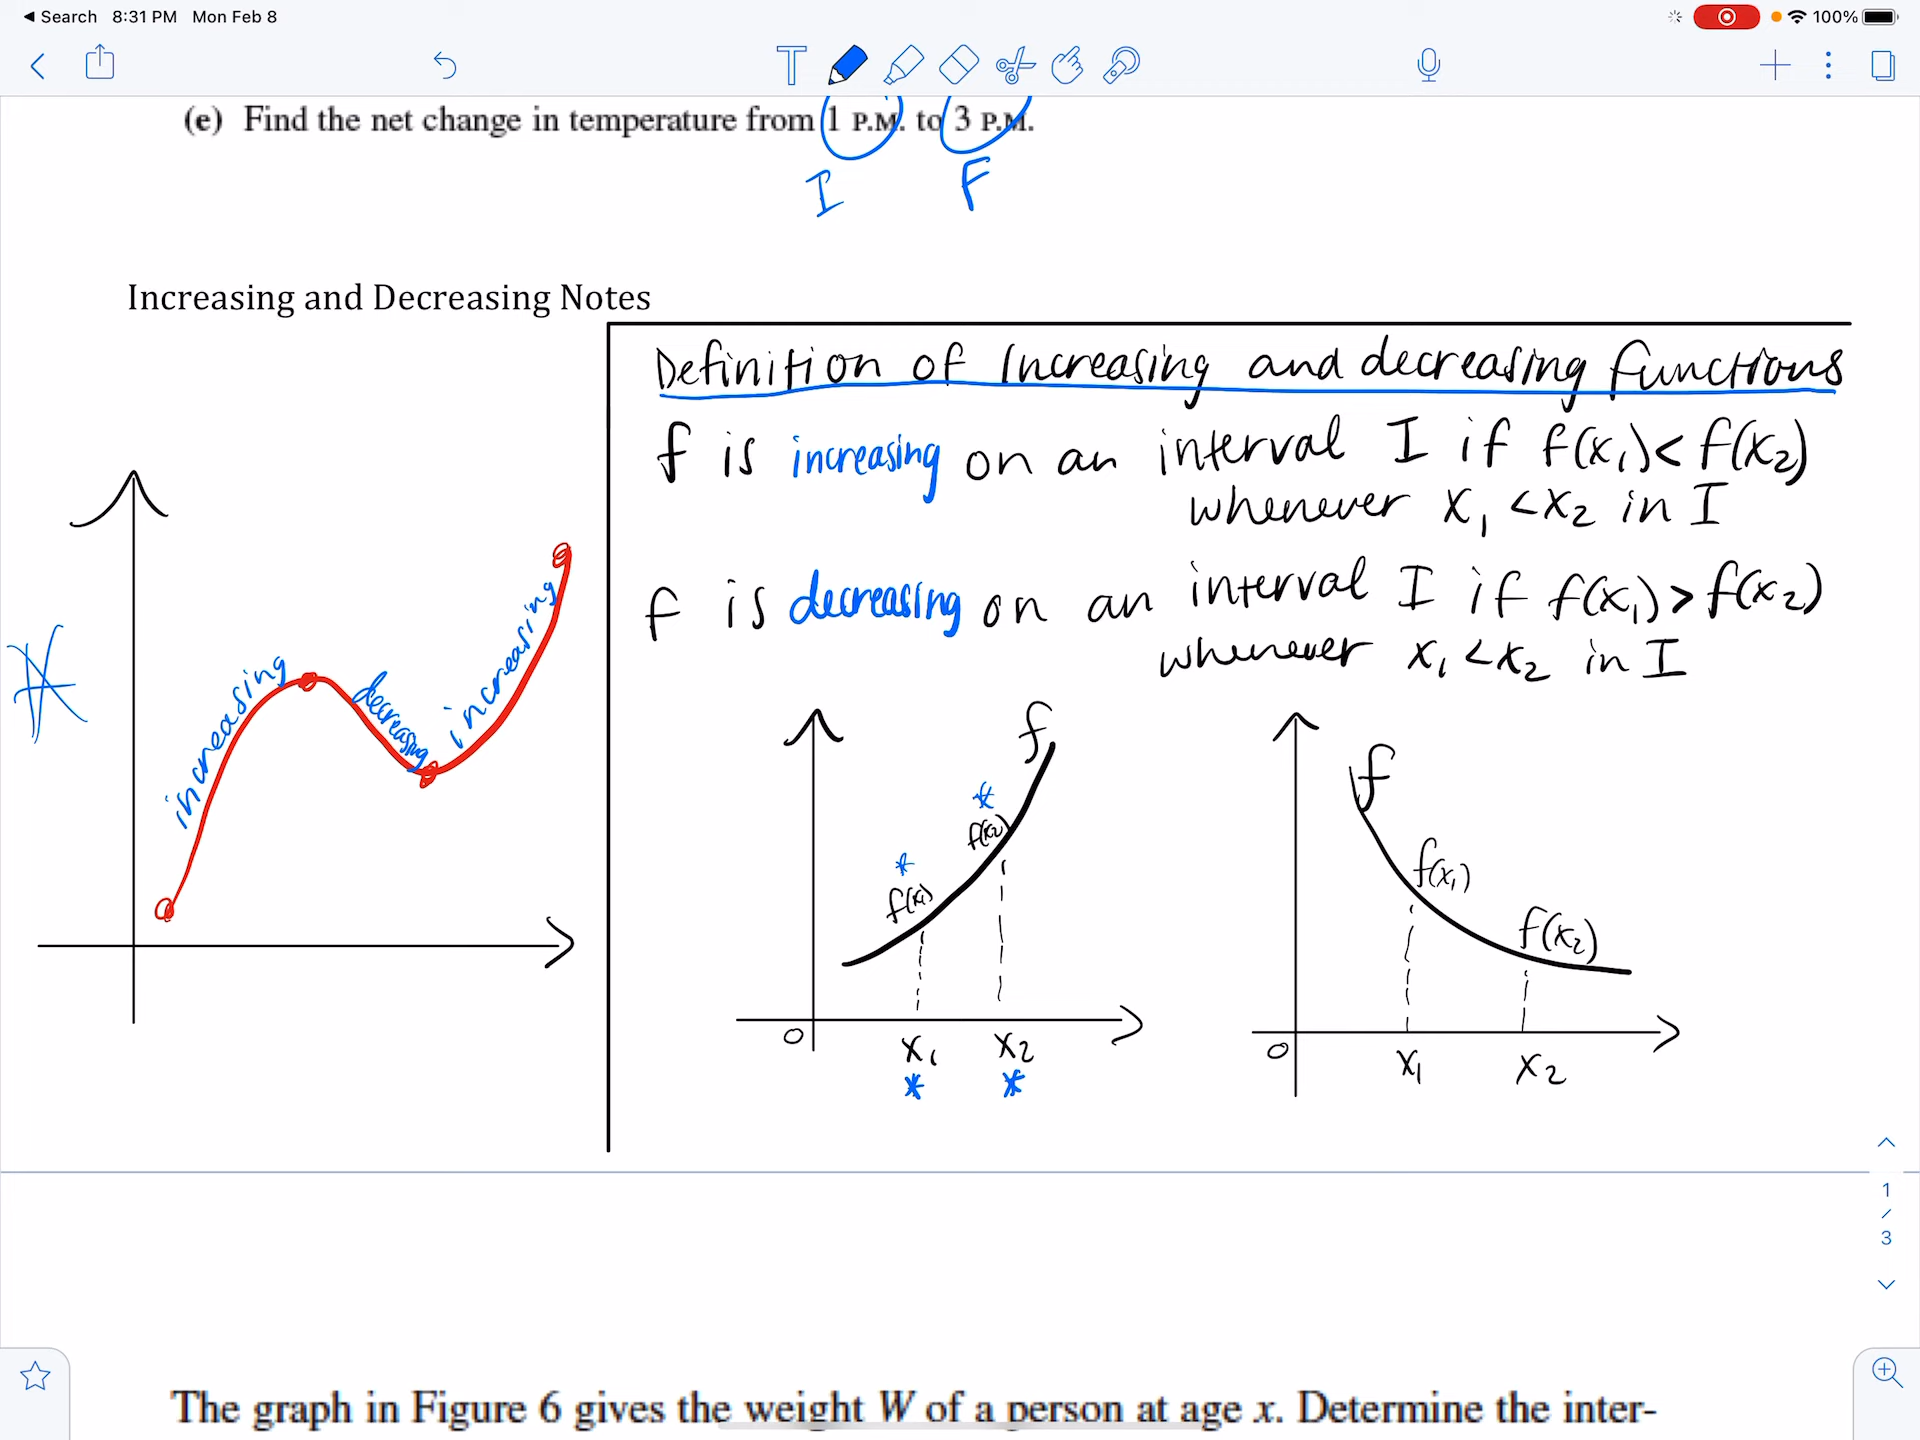 Search 8:31 PM Mon Feb 8 100%
(e) Find the net change in temperature from 1 P.M. to 3 P.M.
I F
Increasing and Decreasing Notes
Definition of Increasing and decreasing functions
f is increasing on an interval I if f(x₁)<f(x₂)
whenever x₁<x₂ in I
f is decreasing on an interval I if f(x₁)>f(x₂)
whenever x₁<x₂ in I
increasing
decreasing
increasing
f
* f(x₂)
* f(x₁)
0 x₁ x₂
* *
f
f(x₁)
f(x₂)
0 x₁ x₂
1
/
3
The graph in Figure 6 gives the weight W of a person at age x. Determine the inter-